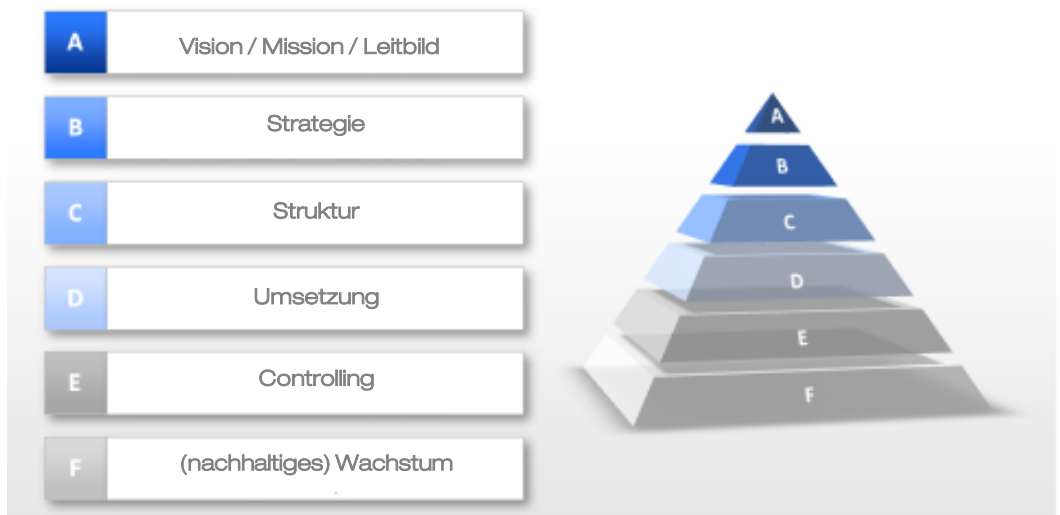 A
Vision / Mission / Leitbild
B
Strategie
C
Struktur
D
Umsetzung
E
Controlling
F
(nachhaltiges) Wachstum
A
B
C
D
E
F